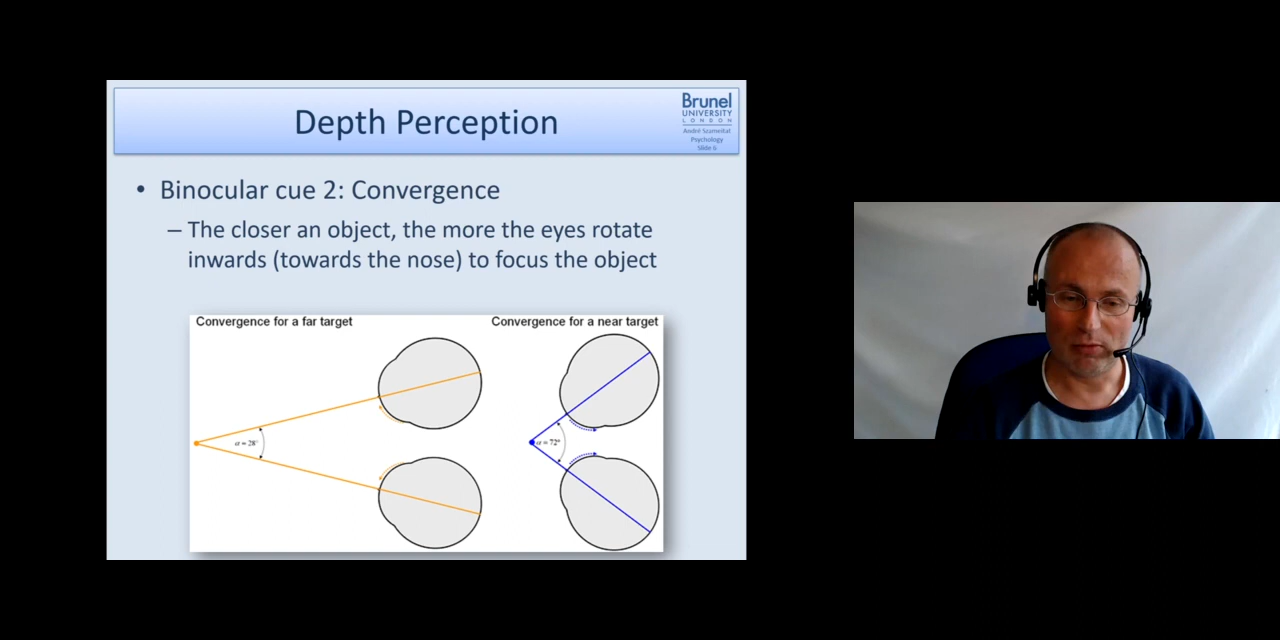 Depth Perception
Brunel
UNIVERSITY
LONDON
André Szameitat
Psychology
Slide 6
• Binocular cue 2: Convergence
– The closer an object, the more the eyes rotate
inwards (towards the nose) to focus the object
Convergence for a far target
Convergence for a near target
α = 28°
α = 72°